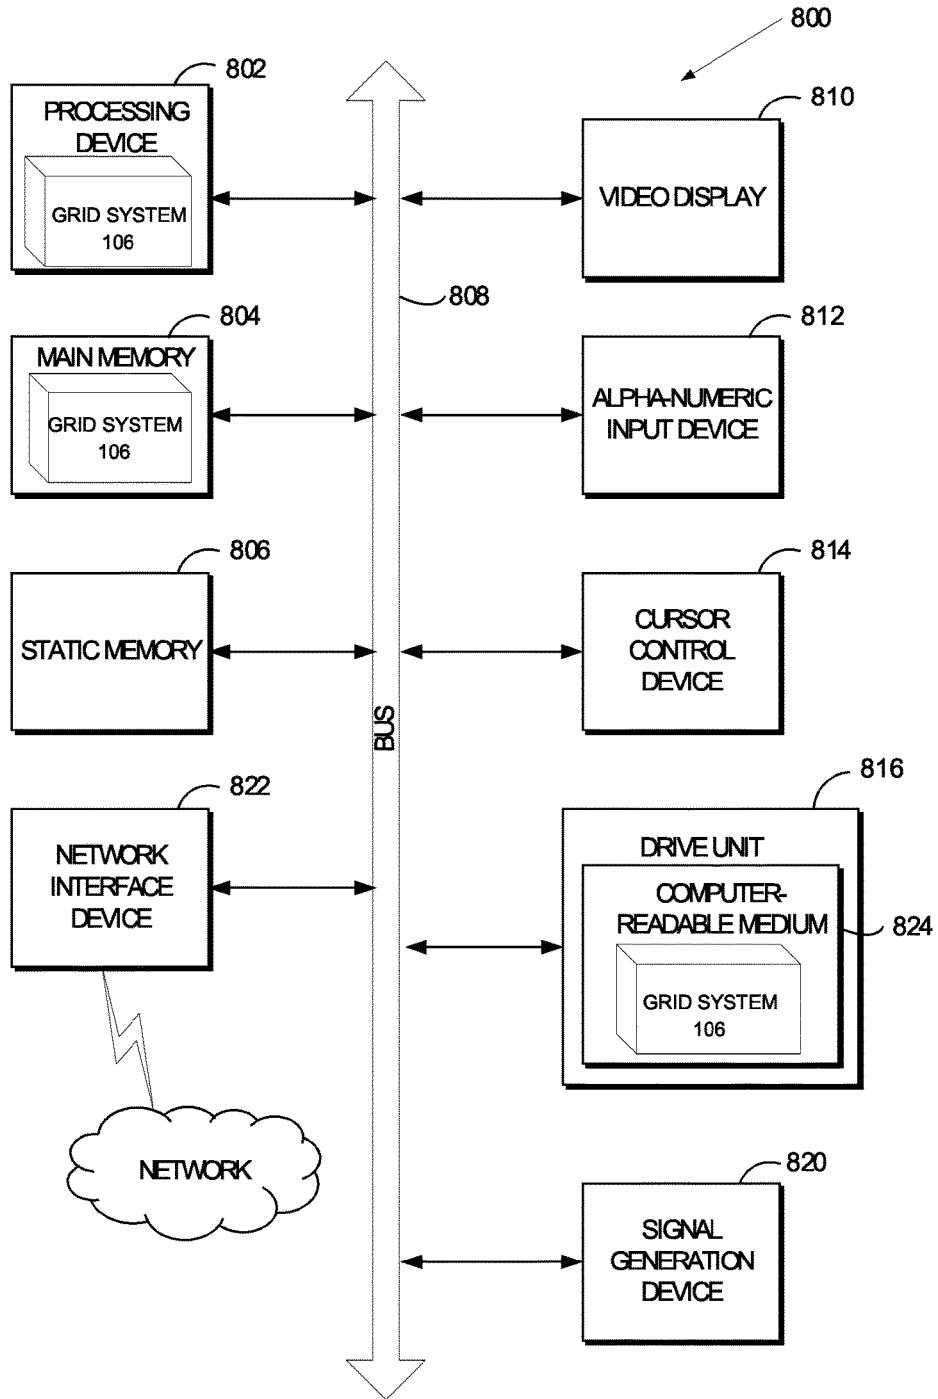 800
802
PROCESSING
DEVICE
GRID SYSTEM
106
810
VIDEO DISPLAY
808
804
MAIN MEMORY
GRID SYSTEM
106
812
ALPHA-NUMERIC
INPUT DEVICE
806
STATIC MEMORY
814
CURSOR
CONTROL
DEVICE
BUS
822
NETWORK
INTERFACE
DEVICE
816
DRIVE UNIT
COMPUTER-
READABLE MEDIUM
824
GRID SYSTEM
106
NETWORK
820
SIGNAL
GENERATION
DEVICE